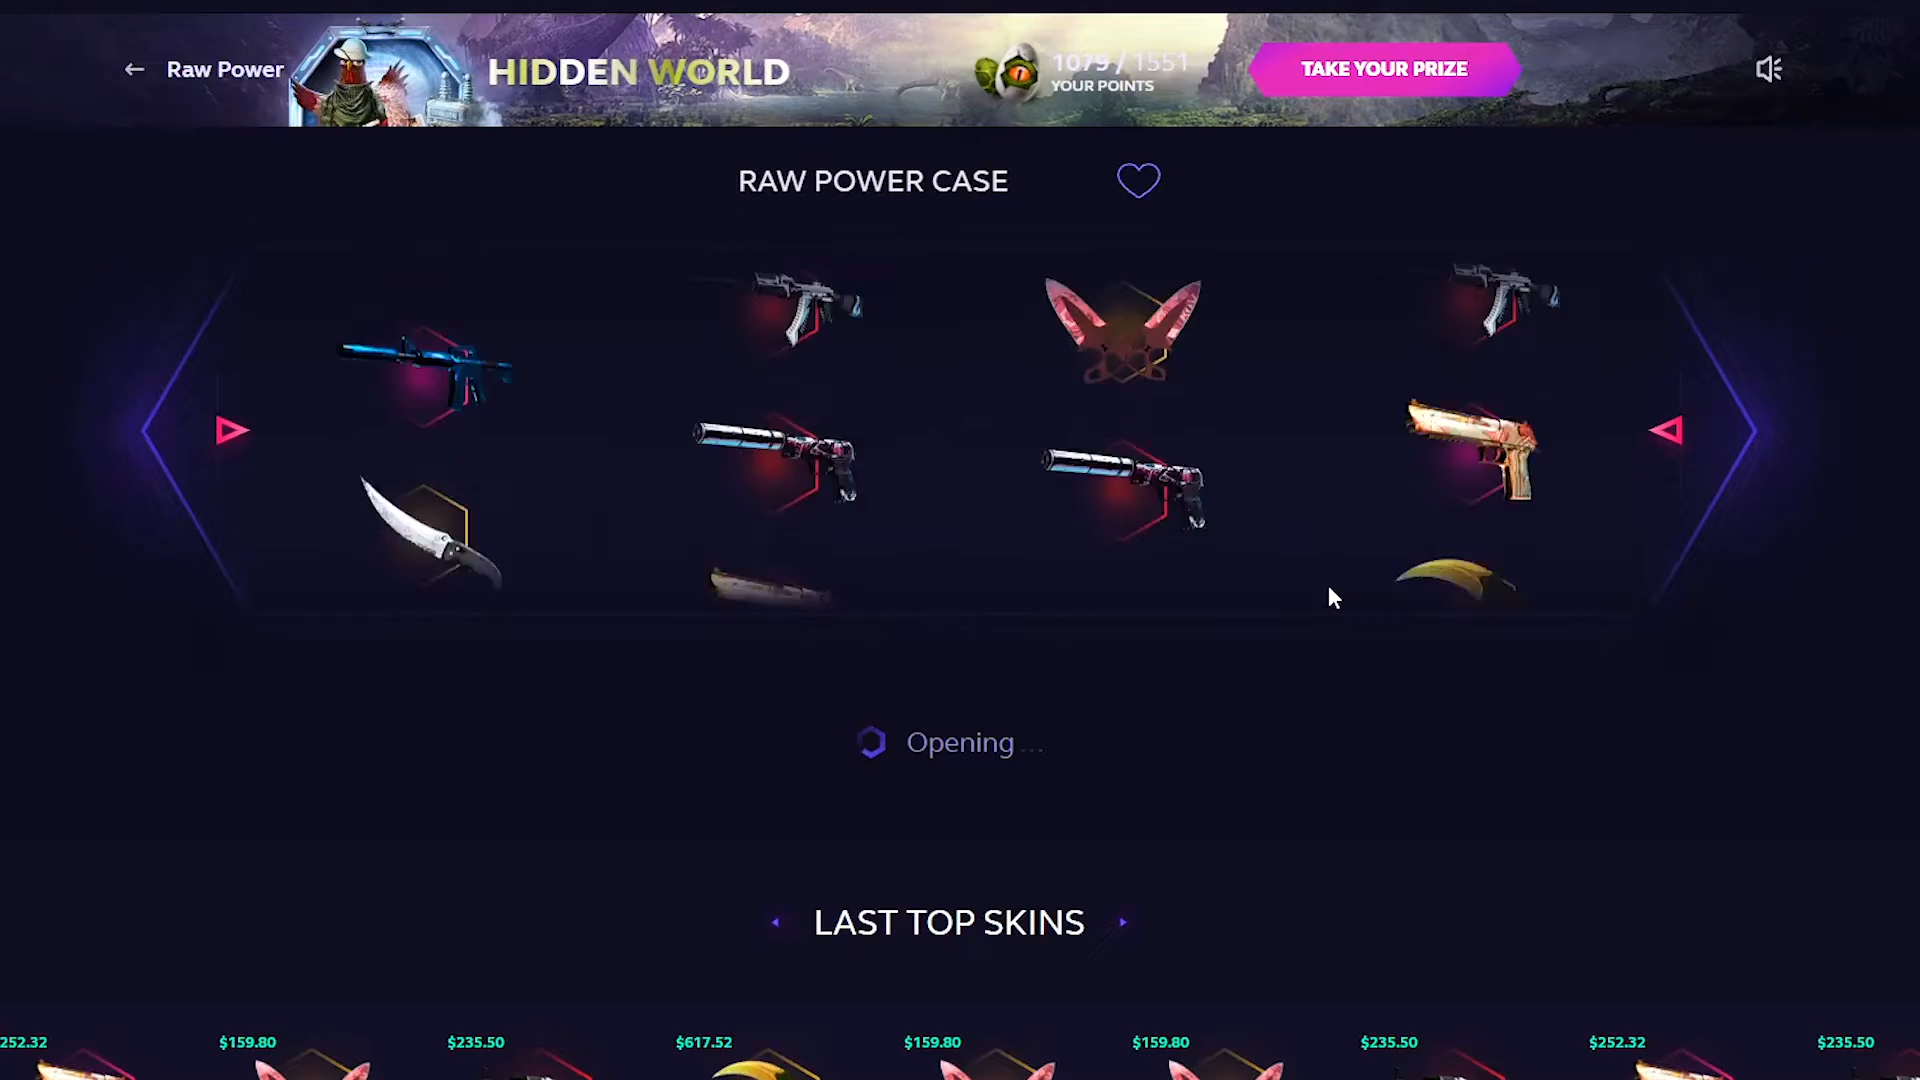 Raw Power
HIDDEN WORLD
1079 / 1551
YOUR POINTS
TAKE YOUR PRIZE
RAW POWER CASE
Opening ...
LAST TOP SKINS
252.32 $159.80 $235.50 $617.52 $159.80 $159.80 $235.50 $252.32 $235.50